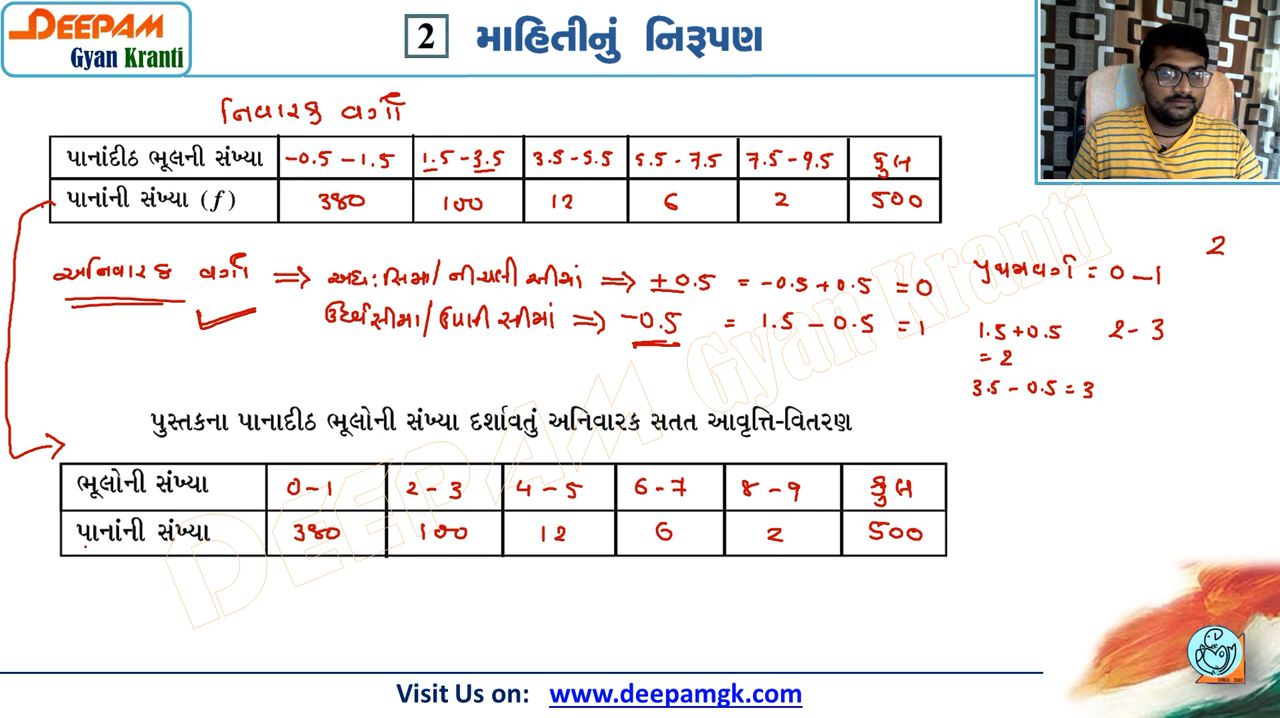 DEEPAM
Gyan Kranti
2 માહિતીનું નિરૂપણ
નિવારક વર્ગો
પાનાંદીઠ ભૂલની સંખ્યા -0.5 - 1.5 1.5 - 3.5 3.5 - 5.5 5.5 - 7.5 7.5 - 9.5 કુલ
પાનાંની સંખ્યા (f) 380 100 12 6 2 500
2
અનિવારક વર્ગો ⇒ અધ:સિમા/નીચલી સીમાં ⇒ +0.5 = -0.5 + 0.5 = 0 પ્રથમવર્ગ = 0 - 1
ઉર્ધ્વસીમા/ઉપરની સીમાં ⇒ -0.5 = 1.5 - 0.5 = 1 1.5 + 0.5 2 - 3
= 2
3.5 - 0.5 = 3
પુસ્તકના પાનાદીઠ ભૂલોની સંખ્યા દર્શાવતું અનિવારક સતત આવૃત્તિ-વિતરણ
ભૂલોની સંખ્યા 0 - 1 2 - 3 4 - 5 6 - 7 8 - 9 કુલ
પાનાંની સંખ્યા 380 100 12 6 2 500
DEEPAM Gyan Kranti
Visit Us on: www.deepamgk.com